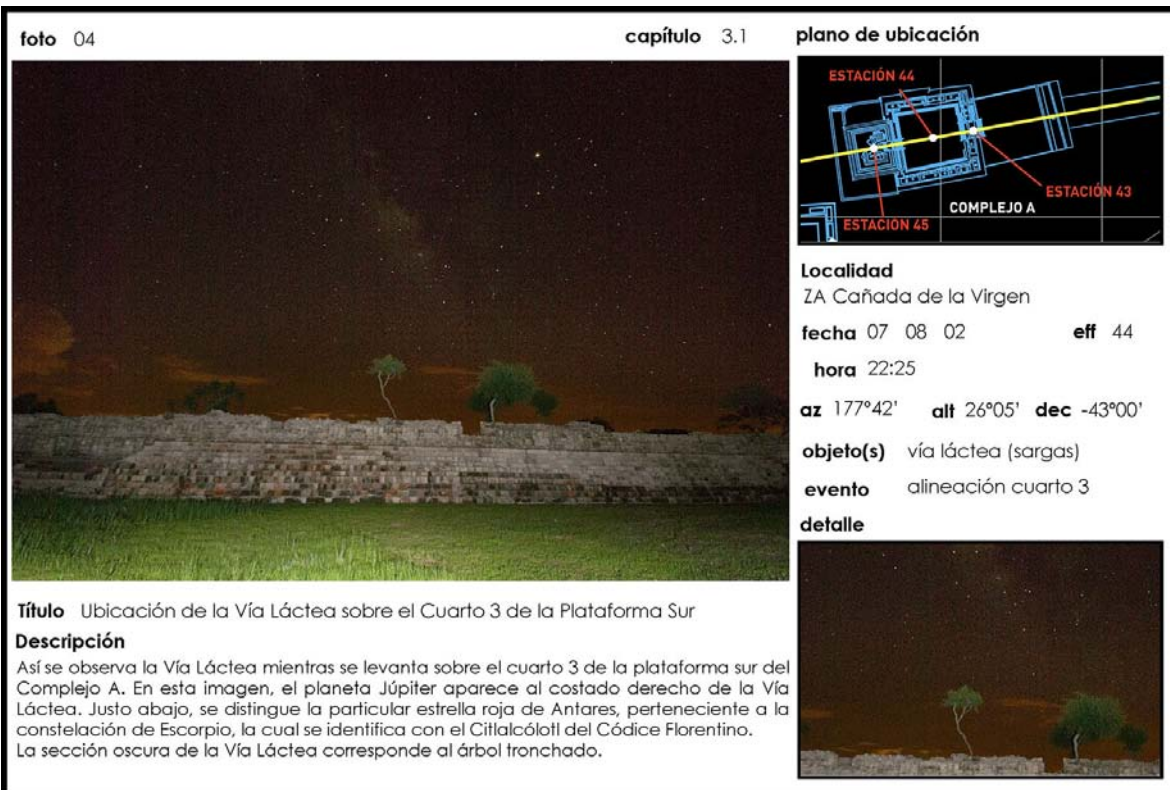 foto 04
capítulo 3.1
Título Ubicación de la Vía Láctea sobre el Cuarto 3 de la Plataforma Sur
Descripción
Así se observa la Vía Láctea mientras se levanta sobre el cuarto 3 de la plataforma sur del
Complejo A. En esta imagen, el planeta Júpiter aparece al costado derecho de la Vía
Láctea. Justo abajo, se distingue la particular estrella roja de Antares, perteneciente a la
constelación de Escorpio, la cual se identifica con el Citlalcólotl del Códice Florentino.
La sección oscura de la Vía Láctea corresponde al árbol tronchado.
plano de ubicación
ESTACIÓN 44
ESTACIÓN 43
COMPLEJO A
ESTACIÓN 45
Localidad
ZA Cañada de la Virgen
fecha 07 08 02 eff 44
hora 22:25
az 177º42' alt 26º05' dec -43º00'
objeto(s) vía láctea (sargas)
evento alineación cuarto 3
detalle